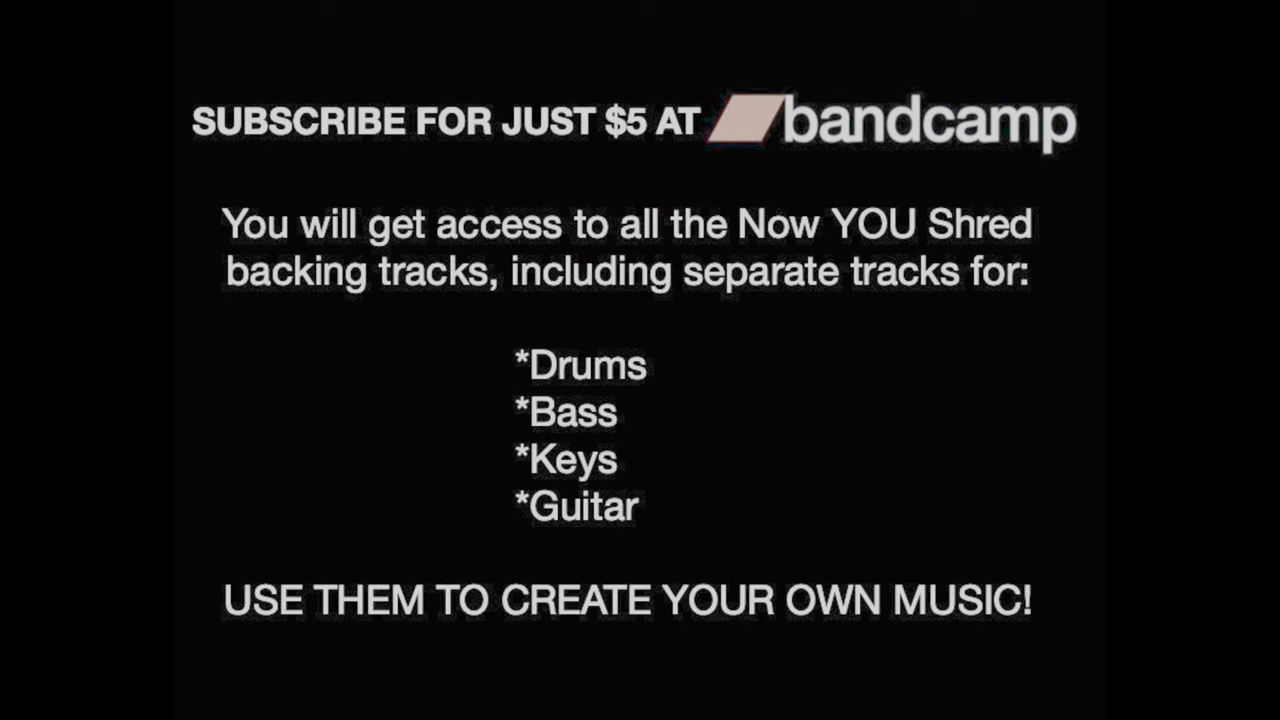 SUBSCRIBE FOR JUST $5 AT bandcamp
You will get access to all the Now YOU Shred
backing tracks, including separate tracks for:
*Drums
*Bass
*Keys
*Guitar
USE THEM TO CREATE YOUR OWN MUSIC!